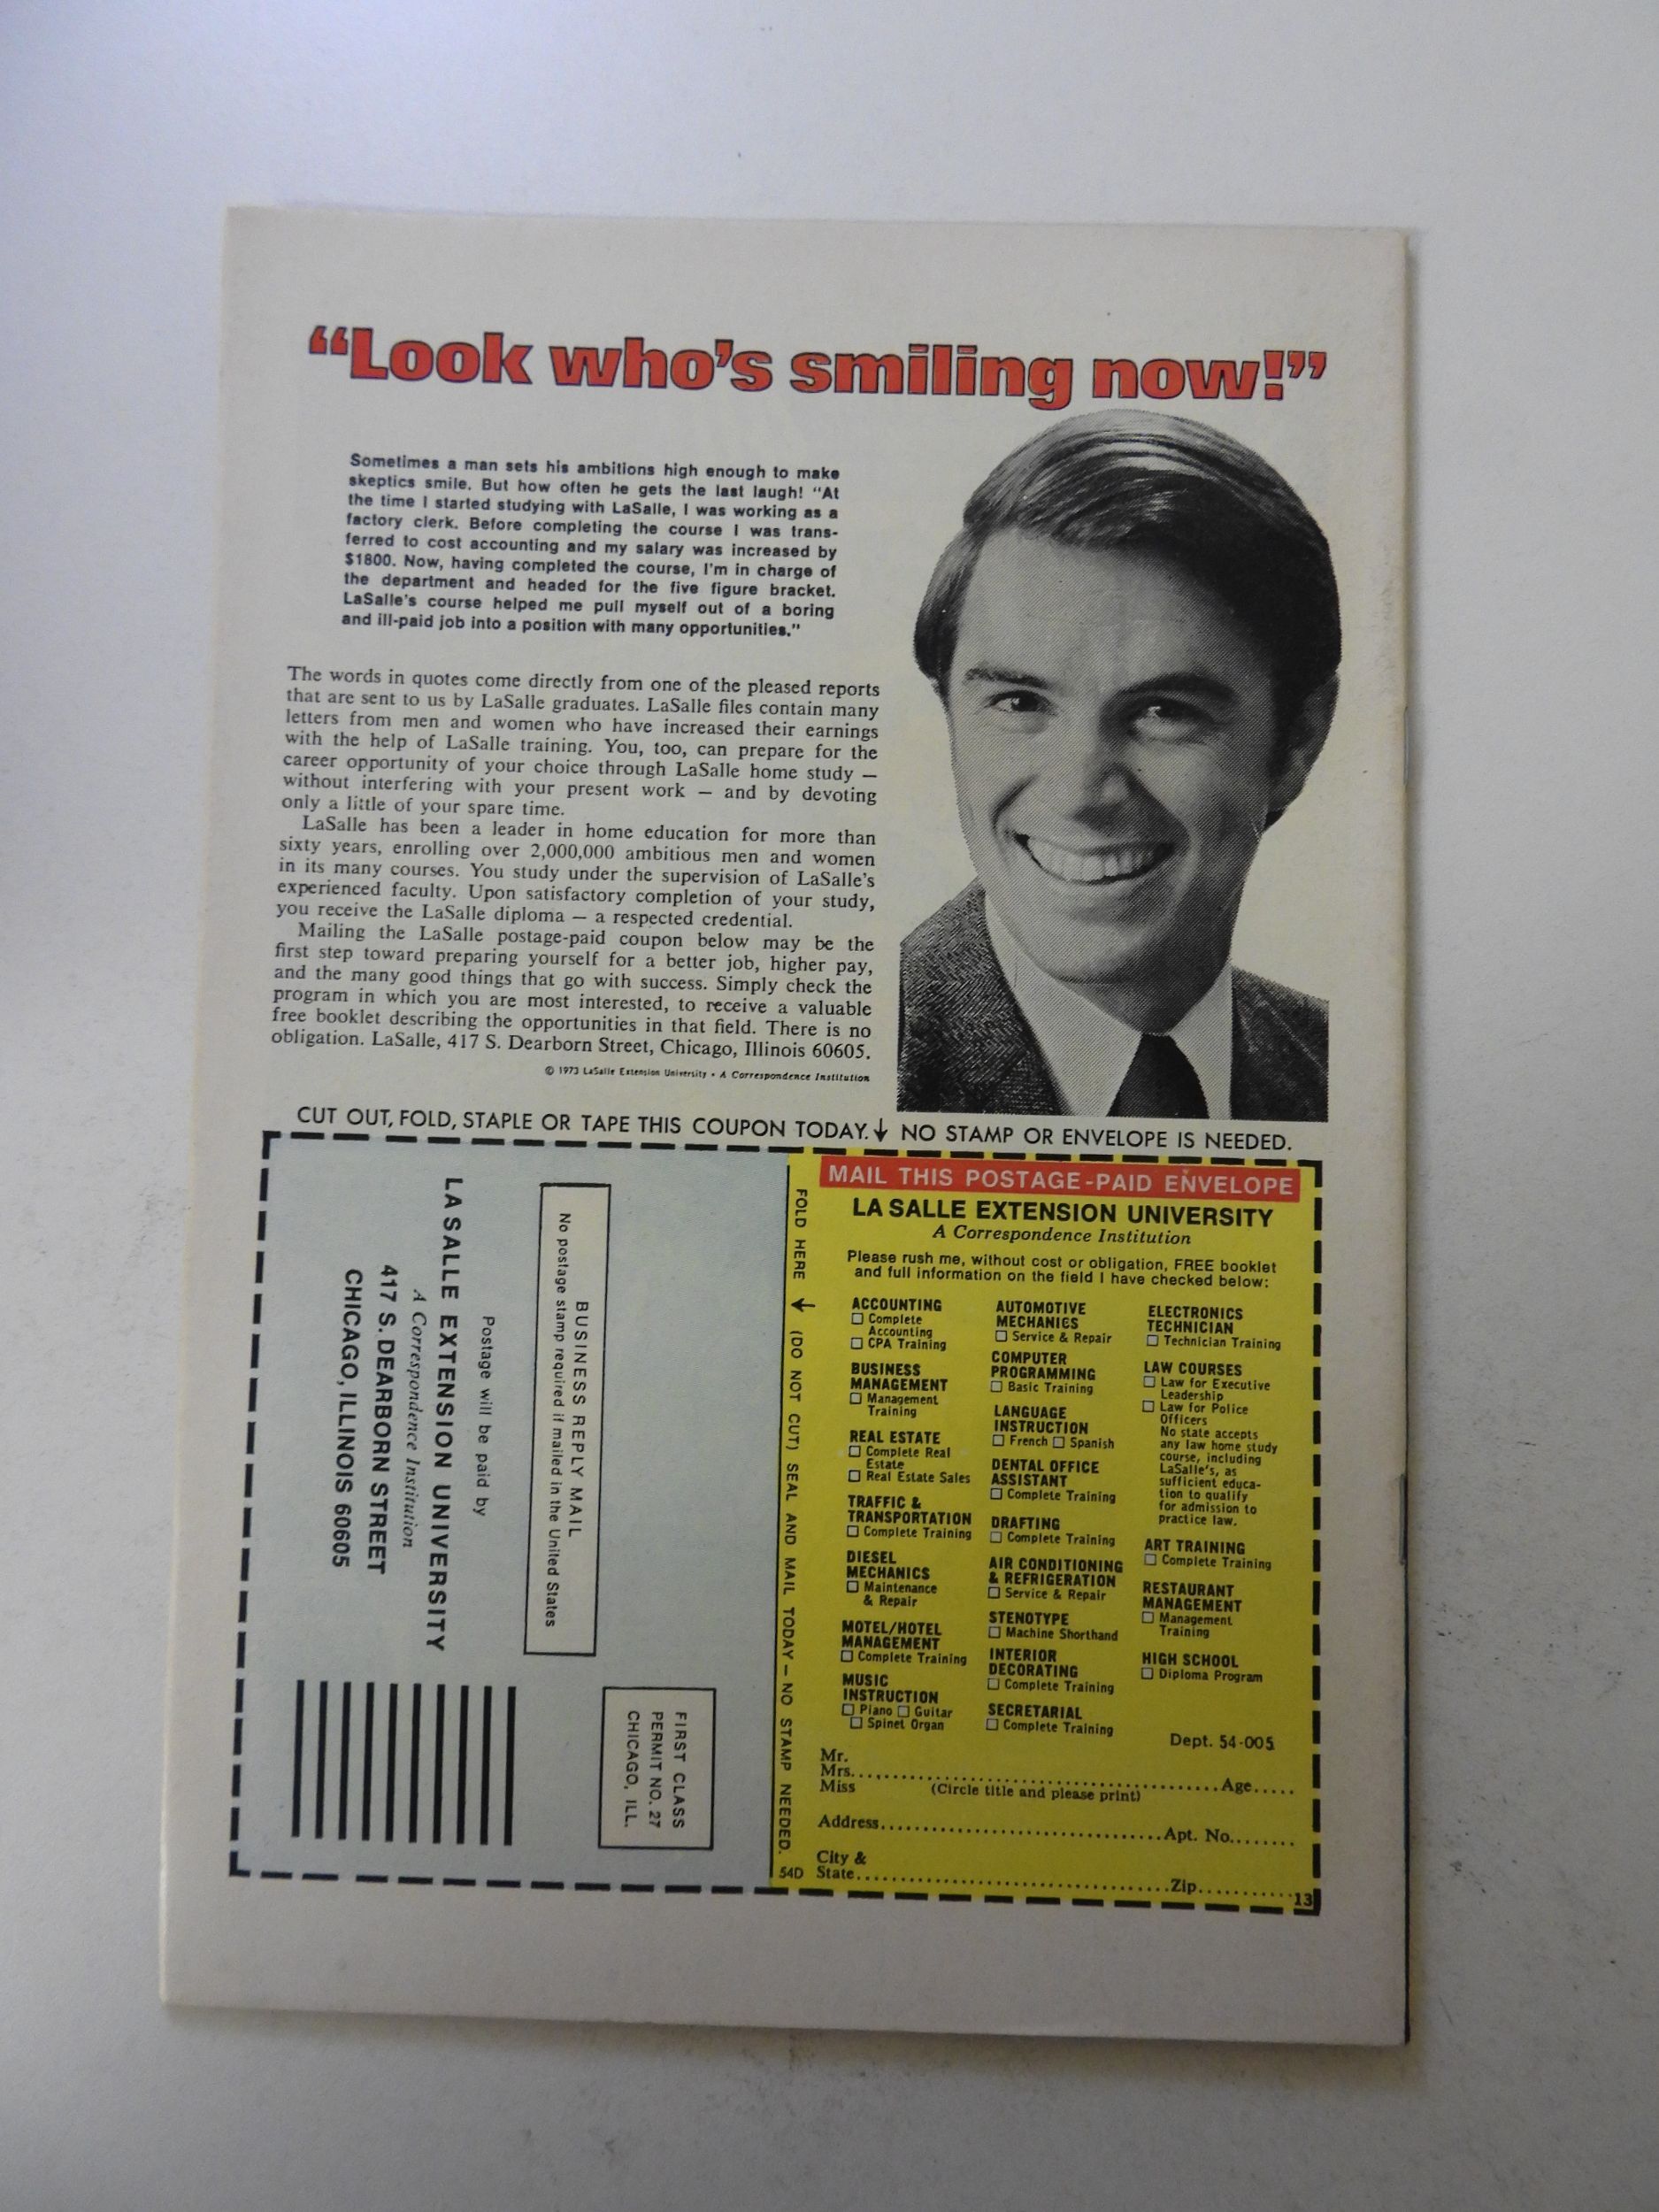 “Look who’s smiling now!”
Sometimes a man sets his ambitions high enough to make
skeptics smile. But how often he gets the last laugh! “At
the time I started studying with LaSalle, I was working as a
factory clerk. Before completing the course I was trans-
ferred to cost accounting and my salary was increased by
$1800. Now, having completed the course, I’m in charge of
the department and headed for the five figure bracket.
LaSalle’s course helped me pull myself out of a boring
and ill-paid job into a position with many opportunities.”
The words in quotes come directly from one of the pleased reports
that are sent to us by LaSalle graduates. LaSalle files contain many
letters from men and women who have increased their earnings
with the help of LaSalle training. You, too, can prepare for the
career opportunity of your choice through LaSalle home study —
without interfering with your present work — and by devoting
only a little of your spare time.
LaSalle has been a leader in home education for more than
sixty years, enrolling over 2,000,000 ambitious men and women
in its many courses. You study under the supervision of LaSalle’s
experienced faculty. Upon satisfactory completion of your study,
you receive the LaSalle diploma — a respected credential.
Mailing the LaSalle postage-paid coupon below may be the
first step toward preparing yourself for a better job, higher pay,
and the many good things that go with success. Simply check the
program in which you are most interested, to receive a valuable
free booklet describing the opportunities in that field. There is no
obligation. LaSalle, 417 S. Dearborn Street, Chicago, Illinois 60605.
© 1973 LaSalle Extension University • A Correspondence Institution
CUT OUT, FOLD, STAPLE OR TAPE THIS COUPON TODAY.↓ NO STAMP OR ENVELOPE IS NEEDED.
FIRST CLASS
PERMIT NO. 27
CHICAGO, ILL.
BUSINESS REPLY MAIL
No postage stamp required if mailed in the United States
Postage will be paid by
LA SALLE EXTENSION UNIVERSITY
A Correspondence Institution
417 S. DEARBORN STREET
CHICAGO, ILLINOIS 60605
FOLD HERE ↓ (DO NOT CUT) SEAL AND MAIL TODAY — NO STAMP NEEDED.
54D
MAIL THIS POSTAGE-PAID ENVELOPE
LA SALLE EXTENSION UNIVERSITY
A Correspondence Institution
Please rush me, without cost or obligation, FREE booklet
and full information on the field I have checked below:
ACCOUNTING
☐ Complete
Accounting
☐ CPA Training
BUSINESS
MANAGEMENT
☐ Management
Training
REAL ESTATE
☐ Complete Real
Estate
☐ Real Estate Sales
TRAFFIC &
TRANSPORTATION
☐ Complete Training
DIESEL
MECHANICS
☐ Maintenance
& Repair
MOTEL/HOTEL
MANAGEMENT
☐ Complete Training
MUSIC
INSTRUCTION
☐ Piano ☐ Guitar
☐ Spinet Organ
AUTOMOTIVE
MECHANICS
☐ Service & Repair
COMPUTER
PROGRAMMING
☐ Basic Training
LANGUAGE
INSTRUCTION
☐ French ☐ Spanish
DENTAL OFFICE
ASSISTANT
☐ Complete Training
DRAFTING
☐ Complete Training
AIR CONDITIONING
& REFRIGERATION
☐ Service & Repair
STENOTYPE
☐ Machine Shorthand
INTERIOR
DECORATING
☐ Complete Training
SECRETARIAL
☐ Complete Training
ELECTRONICS
TECHNICIAN
☐ Technician Training
LAW COURSES
☐ Law for Executive
Leadership
☐ Law for Police
Officers
No state accepts
any law home study
course, including
LaSalle’s, as
sufficient educa-
tion to qualify
for admission to
practice law.
ART TRAINING
☐ Complete Training
RESTAURANT
MANAGEMENT
☐ Management
Training
HIGH SCHOOL
☐ Diploma Program
Dept. 54-005
Mr.
Mrs. Age
Miss (Circle title and please print)
Address Apt. No.
City &
State Zip
13